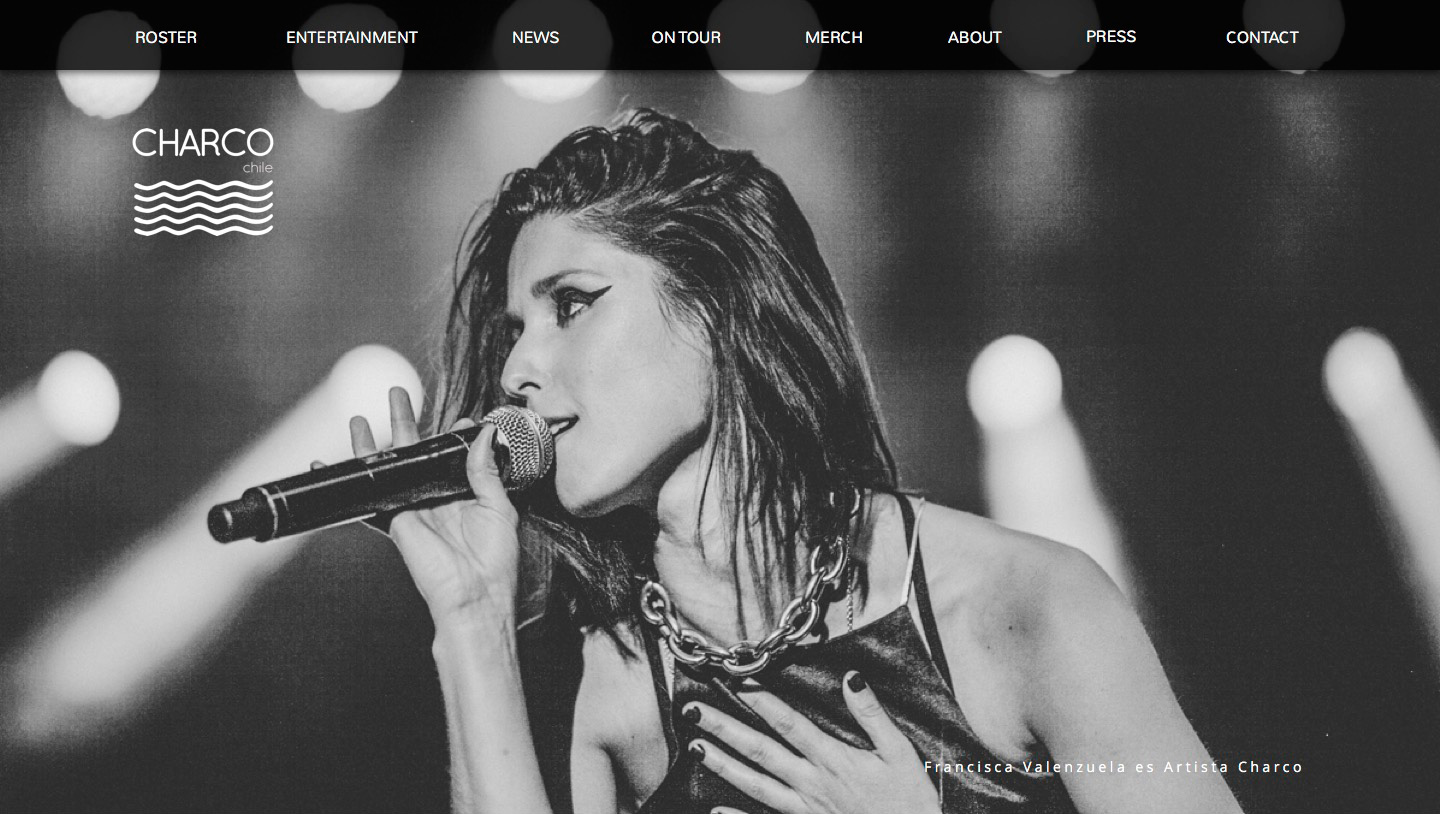 ROSTER ENTERTAINMENT NEWS ON TOUR MERCH ABOUT PRESS CONTACT
CHARCO
chile
Francisca Valenzuela es Artista Charco